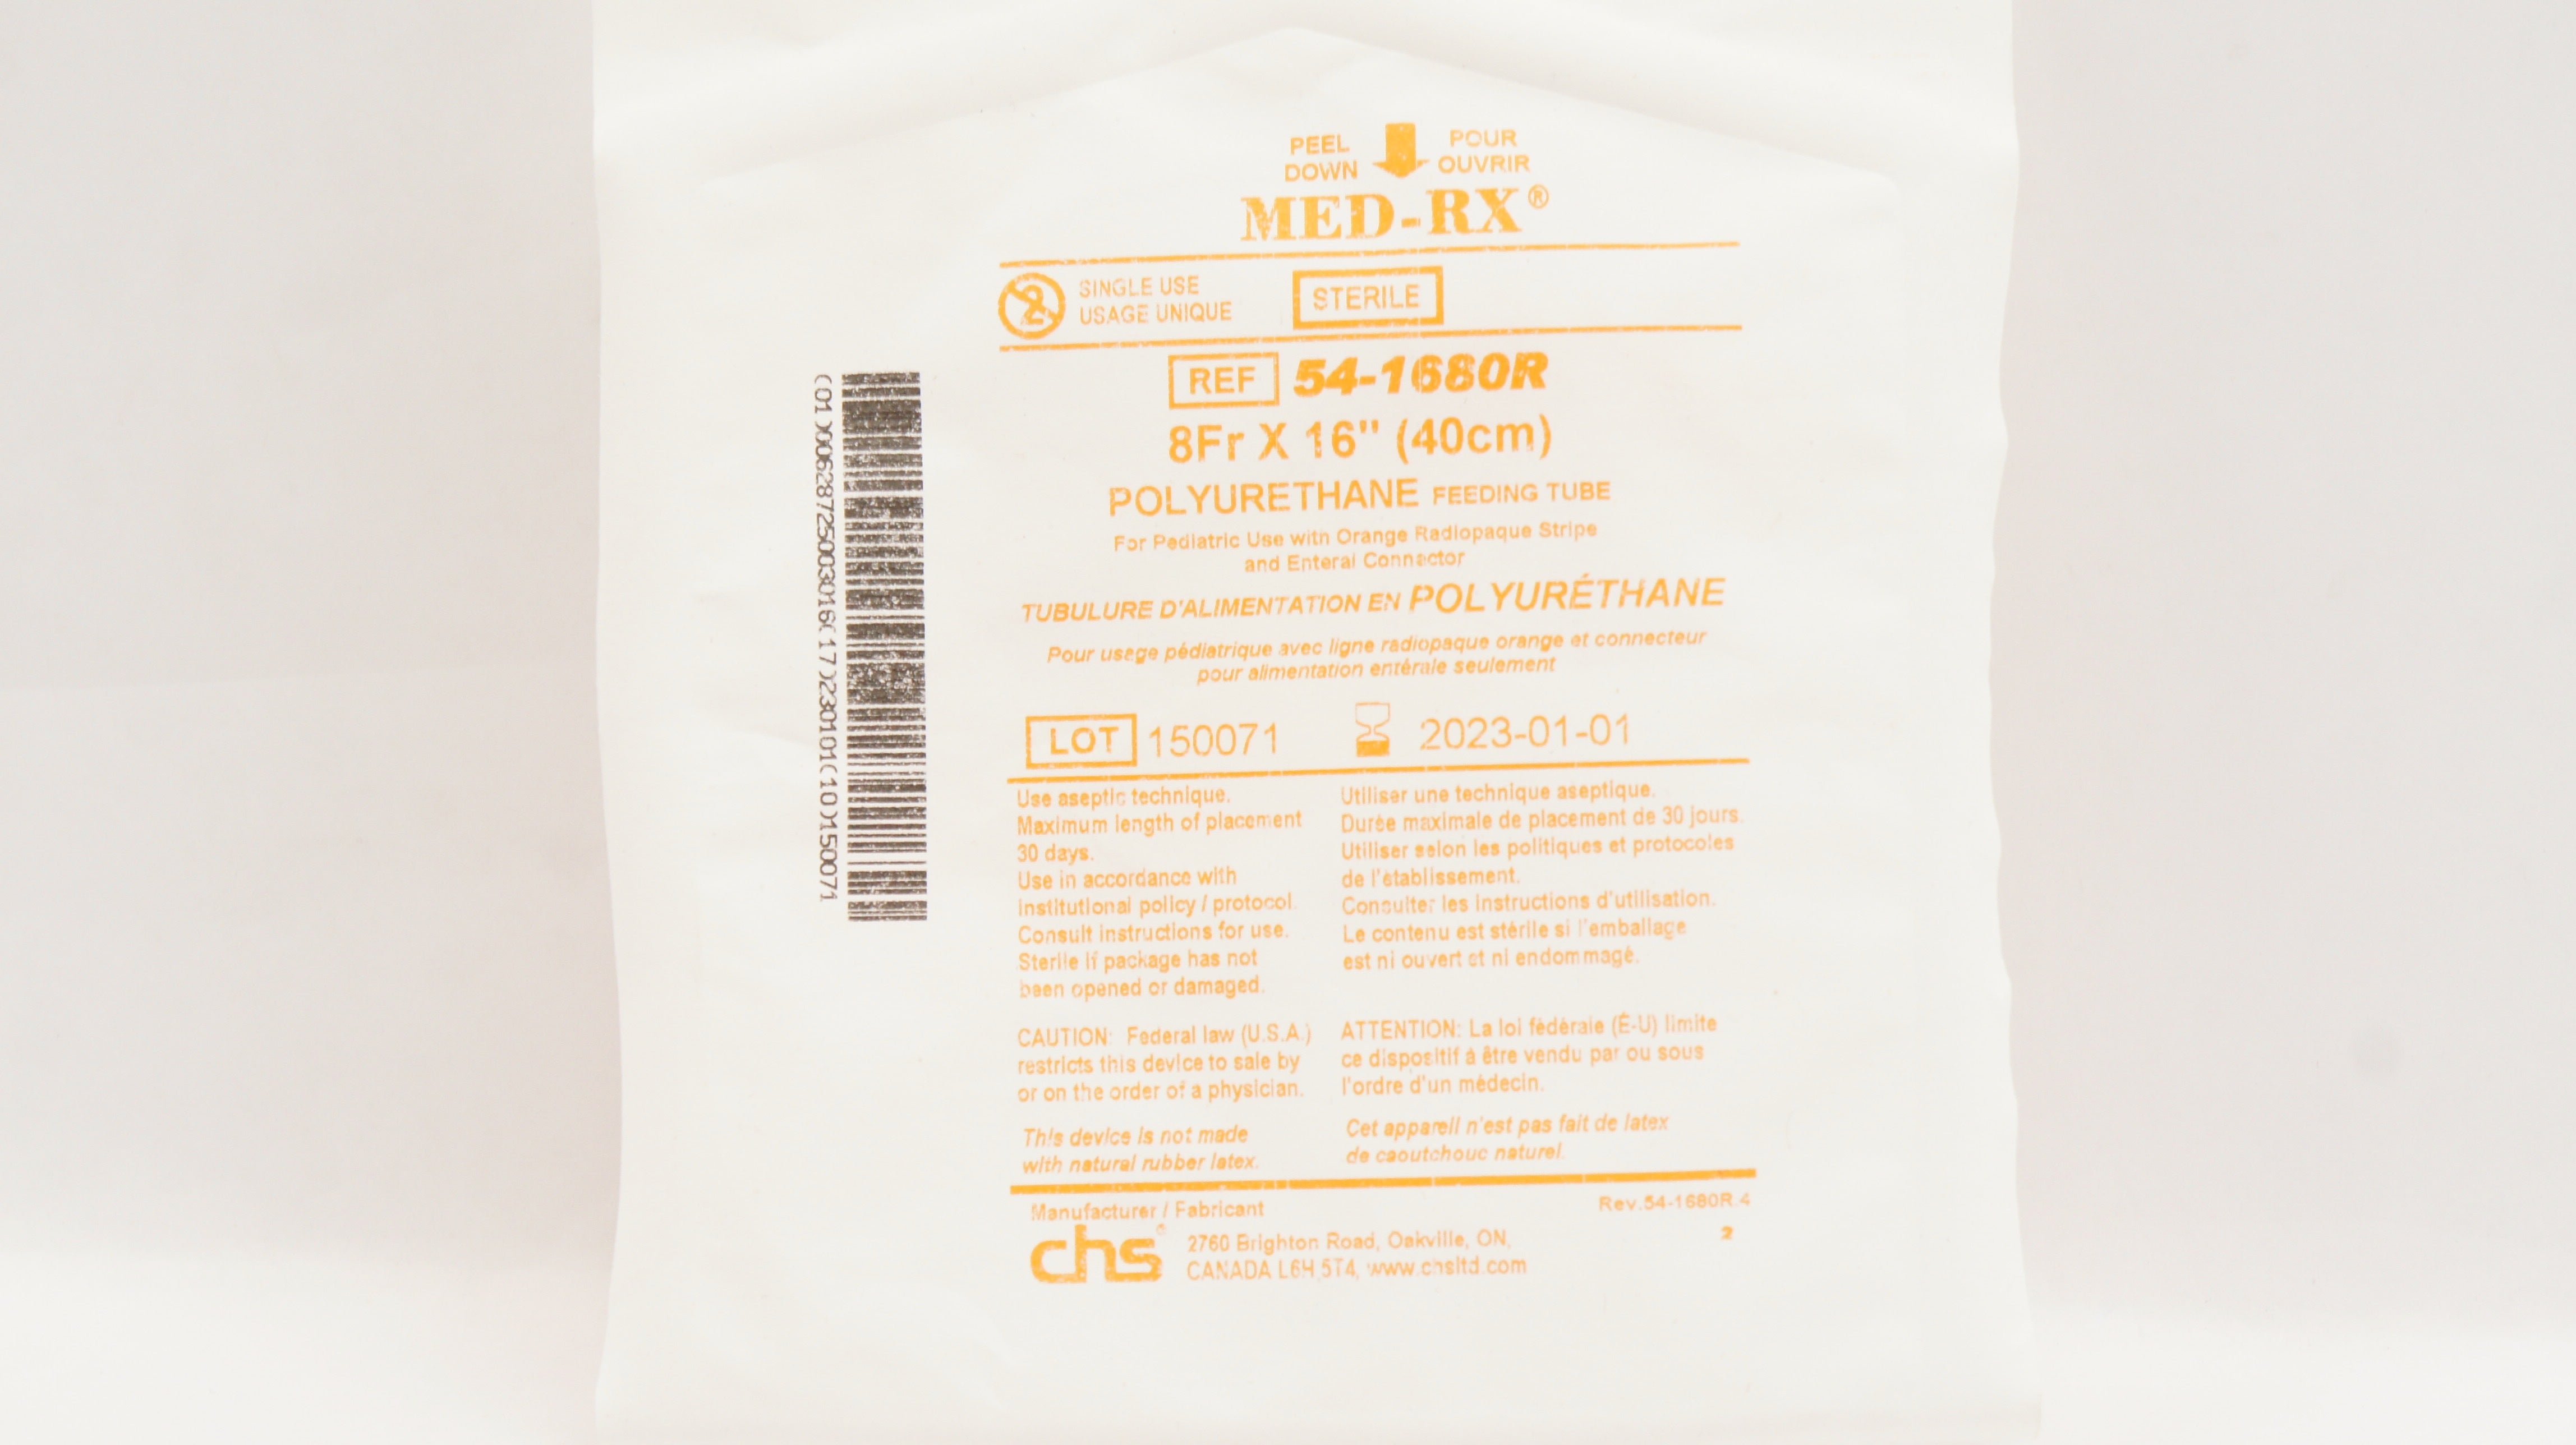 PEEL DOWN
POUR OUVRIR
MED-RX®
2
SINGLE USE
USAGE UNIQUE
STERILE
REF 54-1680R
8Fr X 16" (40cm)
POLYURETHANE FEEDING TUBE
For Pediatric Use with Orange Radiopaque Stripe
and Enteral Connector
TUBULURE D'ALIMENTATION EN POLYURÉTHANE
Pour usage pédiatrique avec ligne radiopaque orange et connecteur
pour alimentation entérale seulement
LOT 150071
2023-01-01
Use aseptic technique.
Maximum length of placement
30 days.
Use in accordance with
institutional policy / protocol.
Consult instructions for use.
Sterile if package has not
been opened or damaged.
Utiliser une technique aseptique.
Durée maximale de placement de 30 jours.
Utiliser selon les politiques et protocoles
de l'établissement.
Consulter les instructions d'utilisation.
Le contenu est stérile si l'emballage
est ni ouvert et ni endommagé.
CAUTION: Federal law (U.S.A.)
restricts this device to sale by
or on the order of a physician.
ATTENTION: La loi fédérale (É-U) limite
ce dispositif à être vendu par ou sous
l'ordre d'un médecin.
This device is not made
with natural rubber latex.
Cet appareil n'est pas fait de latex
de caoutchouc naturel.
Manufacturer / Fabricant
Rev.54-1680R.4
2
chs®
2760 Brighton Road, Oakville, ON,
CANADA L6H 5T4, www.chsltd.com
(01)00628725003016(17)230101(10)150071